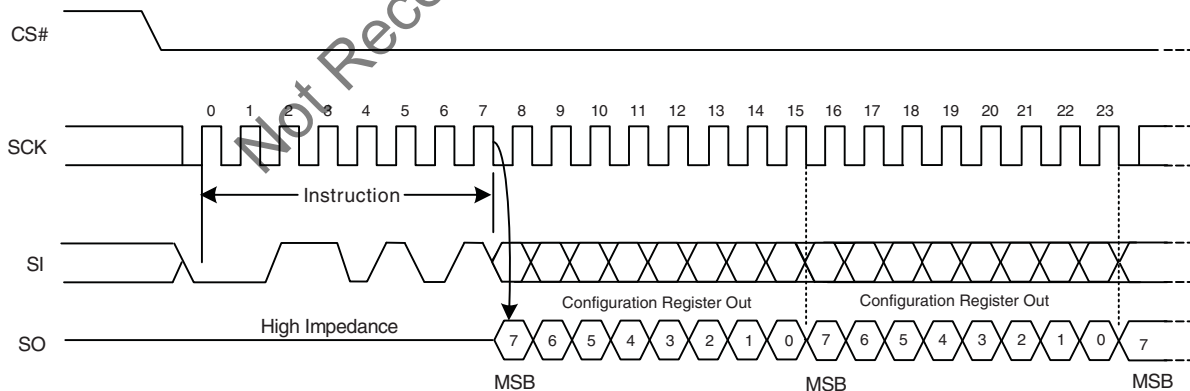 CS#
Not Reco
0 1 2 3 4 5 6 7 8 9 10 11 12 13 14 15 16 17 18 19 20 21 22 23
SCK
Instruction
SI
Configuration Register Out Configuration Register Out
High Impedance
SO
7 6 5 4 3 2 1 0 7 6 5 4 3 2 1 0 7
MSB MSB MSB